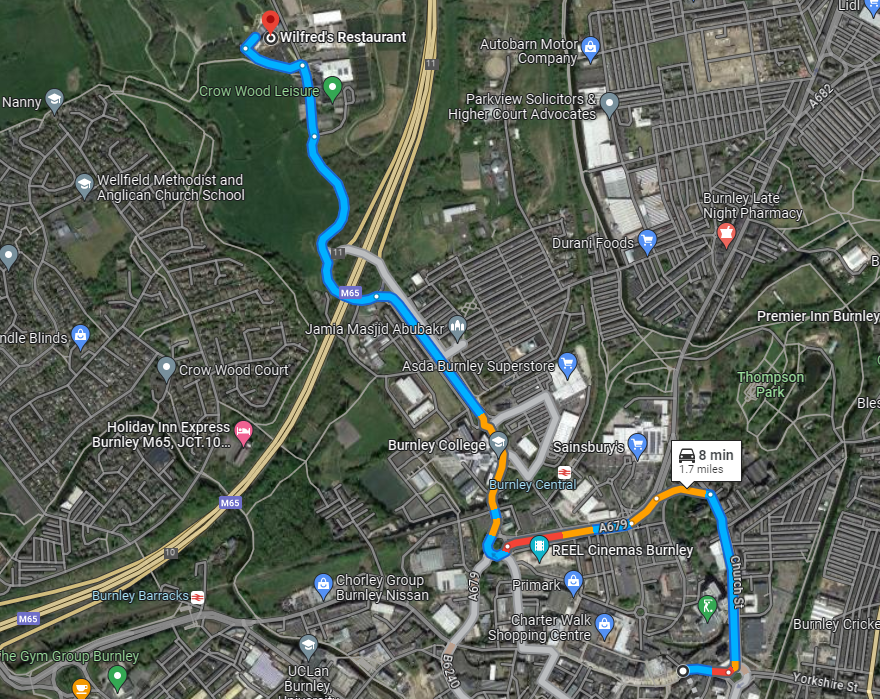 Lidl
Wilfred's Restaurant
Autobarn Motor
Company
11
Crow Wood Leisure
Nanny
Parkview Solicitors &
Higher Court Advocates
A682
Wellfield Methodist and
Anglican Church School
Burnley Late
Night Pharmacy
Durani Foods
11
B
M65
Premier Inn Burnley
Jamia Masjid Abubakr
ndle Blinds
Asda Burnley Superstore
Crow Wood Court
Thompson
Park
Bles
Holiday Inn Express
Burnley M65, JCT.10...
Burnley College
Sainsbury's
8 min
1.7 miles
Burnley Central
M65
A679
10
REEL Cinemas Burnley
Church St
A679
Chorley Group
Burnley Nissan
Primark
Burnley Barracks
M65
Charter Walk
Shopping Centre
Burnley Cricke
he Gym Group Burnley
B6240
UCLan
Burnley,
University
Yorkshire St